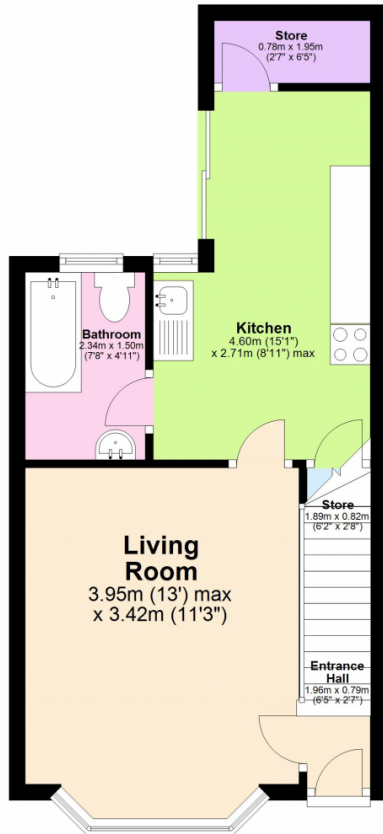 Store
0.78m x 1.95m
(2'7" x 6'5")
Bathroom
2.34m x 1.50m
(7'8" x 4'11")
Kitchen
4.60m (15'1")
x 2.71m (8'11") max
Store
1.89m x 0.82m
(6'2" x 2'8")
Living
Room
3.95m (13') max
x 3.42m (11'3")
Entrance
Hall
1.96m x 0.79m
(6'5" x 2'7")